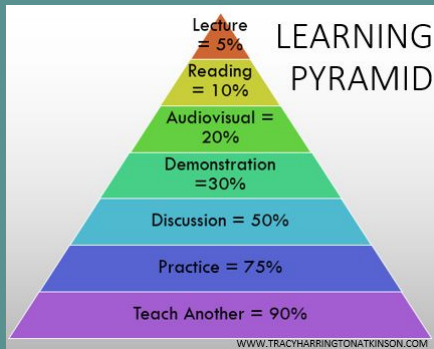 LEARNING
PYRAMID
Lecture
= 5%
Reading
= 10%
Audiovisual =
20%
Demonstration
=30%
Discussion = 50%
Practice = 75%
Teach Another = 90%
WWW.TRACYHARRINGTONATKINSON.COM